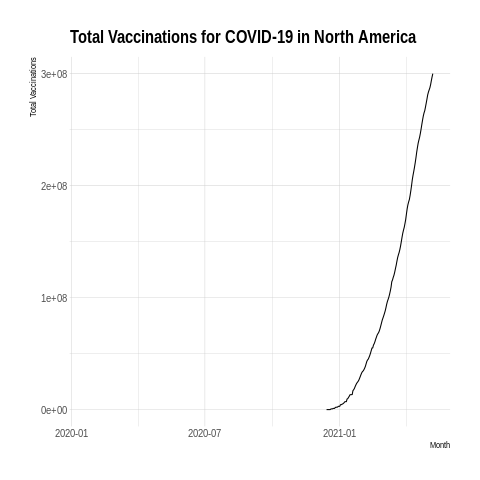 Total Vaccinations for COVID-19 in North America
Total Vaccinations
3e+08
2e+08
1e+08
0e+00
2020-01 2020-07 2021-01
Month